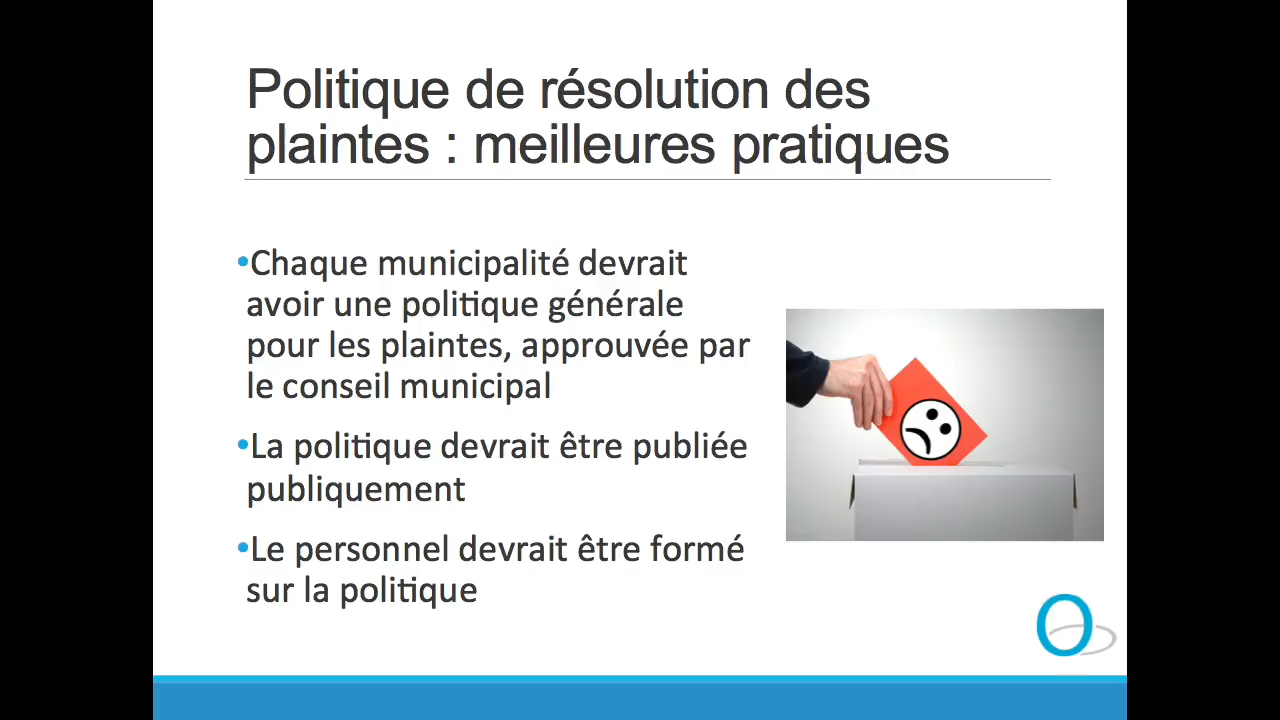 Politique de résolution des
plaintes : meilleures pratiques
•Chaque municipalité devrait
avoir une politique générale
pour les plaintes, approuvée par
le conseil municipal
•La politique devrait être publiée
publiquement
•Le personnel devrait être formé
sur la politique
O